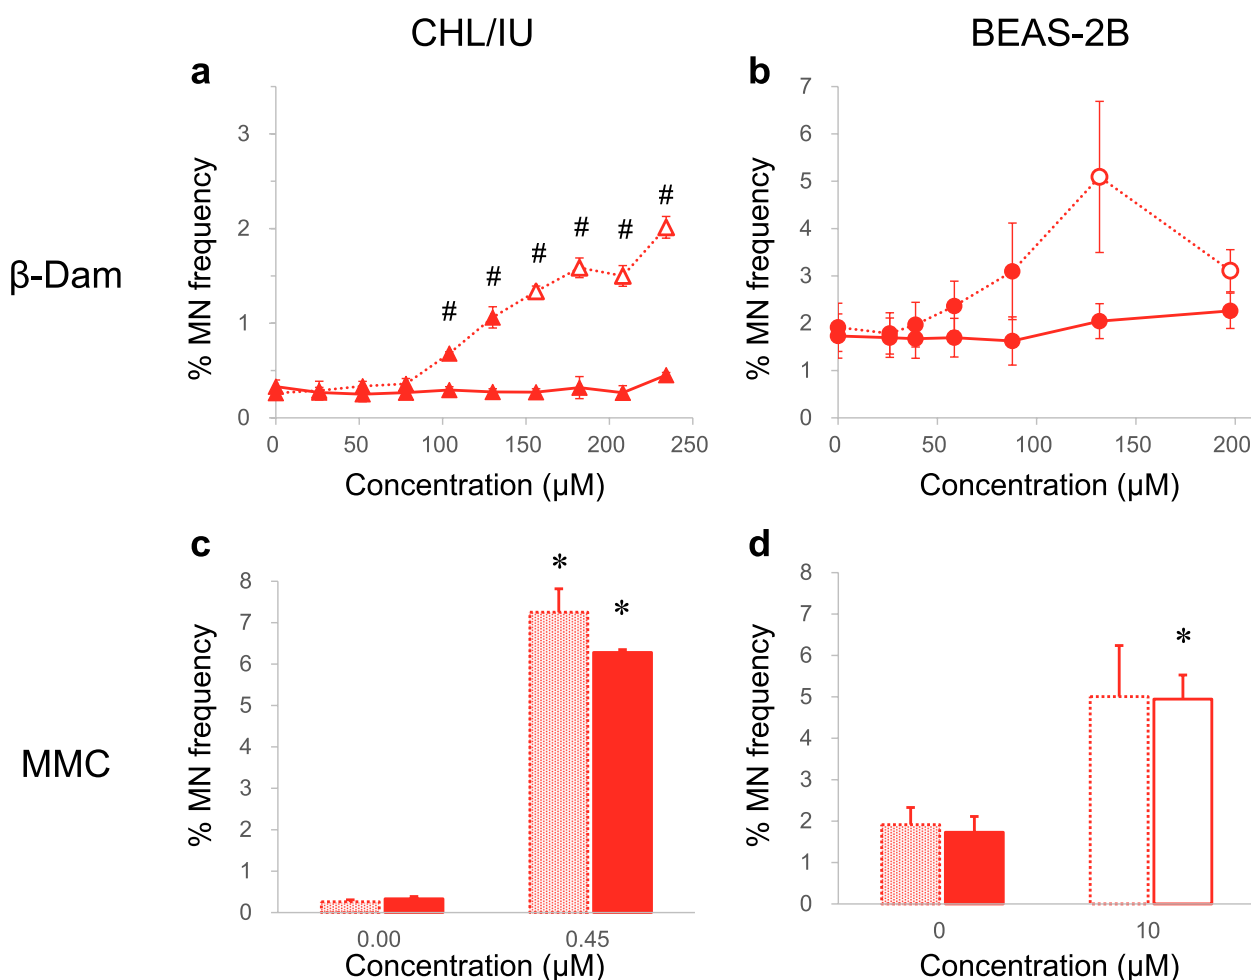 CHL/IU
BEAS-2B
a
b
β-Dam
% MN frequency
3
2
1
0
# # # # # #
0 50 100 150 200 250
Concentration (µM)
% MN frequency
7
6
5
4
3
2
1
0
0 50 100 150 200
Concentration (µM)
c
d
MMC
% MN frequency
8
7
6
5
4
3
2
1
0
* *
0.00 0.45
Concentration (µM)
% MN frequency
8
7
6
5
4
3
2
1
0
*
0 10
Concentration (µM)